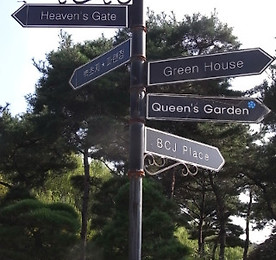 Heaven's Gate
Green House
Queen's Garden
BCJ Place